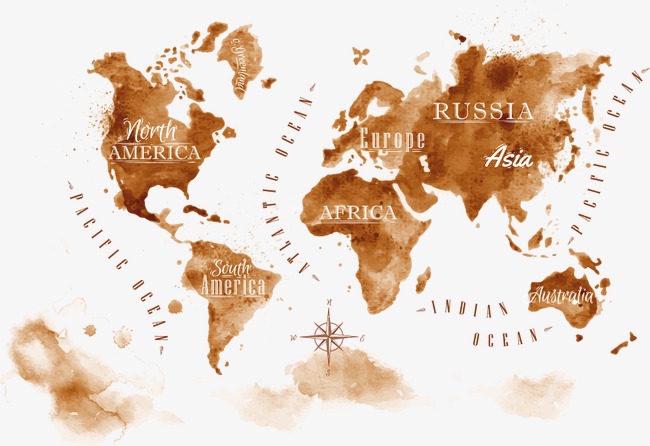 Greenland
North
AMERICA
ATLANTIC OCEAN
Europe
RUSSIA
Asia
PACIFIC OCEAN
PACIFIC OCEAN
AFRICA
South
America
INDIAN
OCEAN
Australia
N
W
E
S